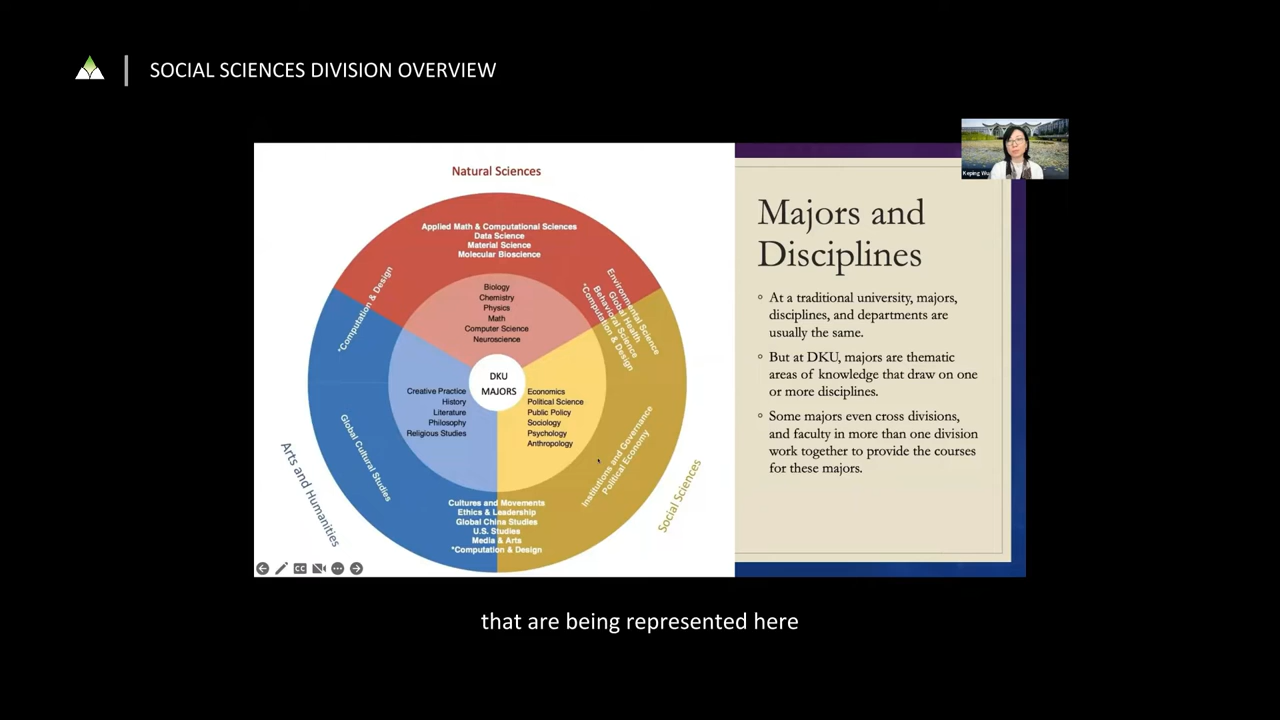 SOCIAL SCIENCES DIVISION OVERVIEW
Keping Wu
Natural Sciences
Applied Math & Computational Sciences
Data Science
Material Science
Molecular Bioscience
*Computation & Design
Environmental Science
Global Health
Behavioral Science
*Computation & Design
Biology
Chemistry
Physics
Math
Computer Science
Neuroscience
DKU
MAJORS
Creative Practice
History
Literature
Philosophy
Religious Studies
Economics
Political Science
Public Policy
Sociology
Psychology
Anthropology
Global Cultural Studies
Institutions and Governance
Political Economy
Arts and Humanities
Social Sciences
Cultures and Movements
Ethics & Leadership
Global China Studies
U.S. Studies
Media & Arts
*Computation & Design
CC
Majors and
Disciplines
At a traditional university, majors,
disciplines, and departments are
usually the same.
But at DKU, majors are thematic
areas of knowledge that draw on one
or more disciplines.
Some majors even cross divisions,
and faculty in more than one division
work together to provide the courses
for these majors.
that are being represented here